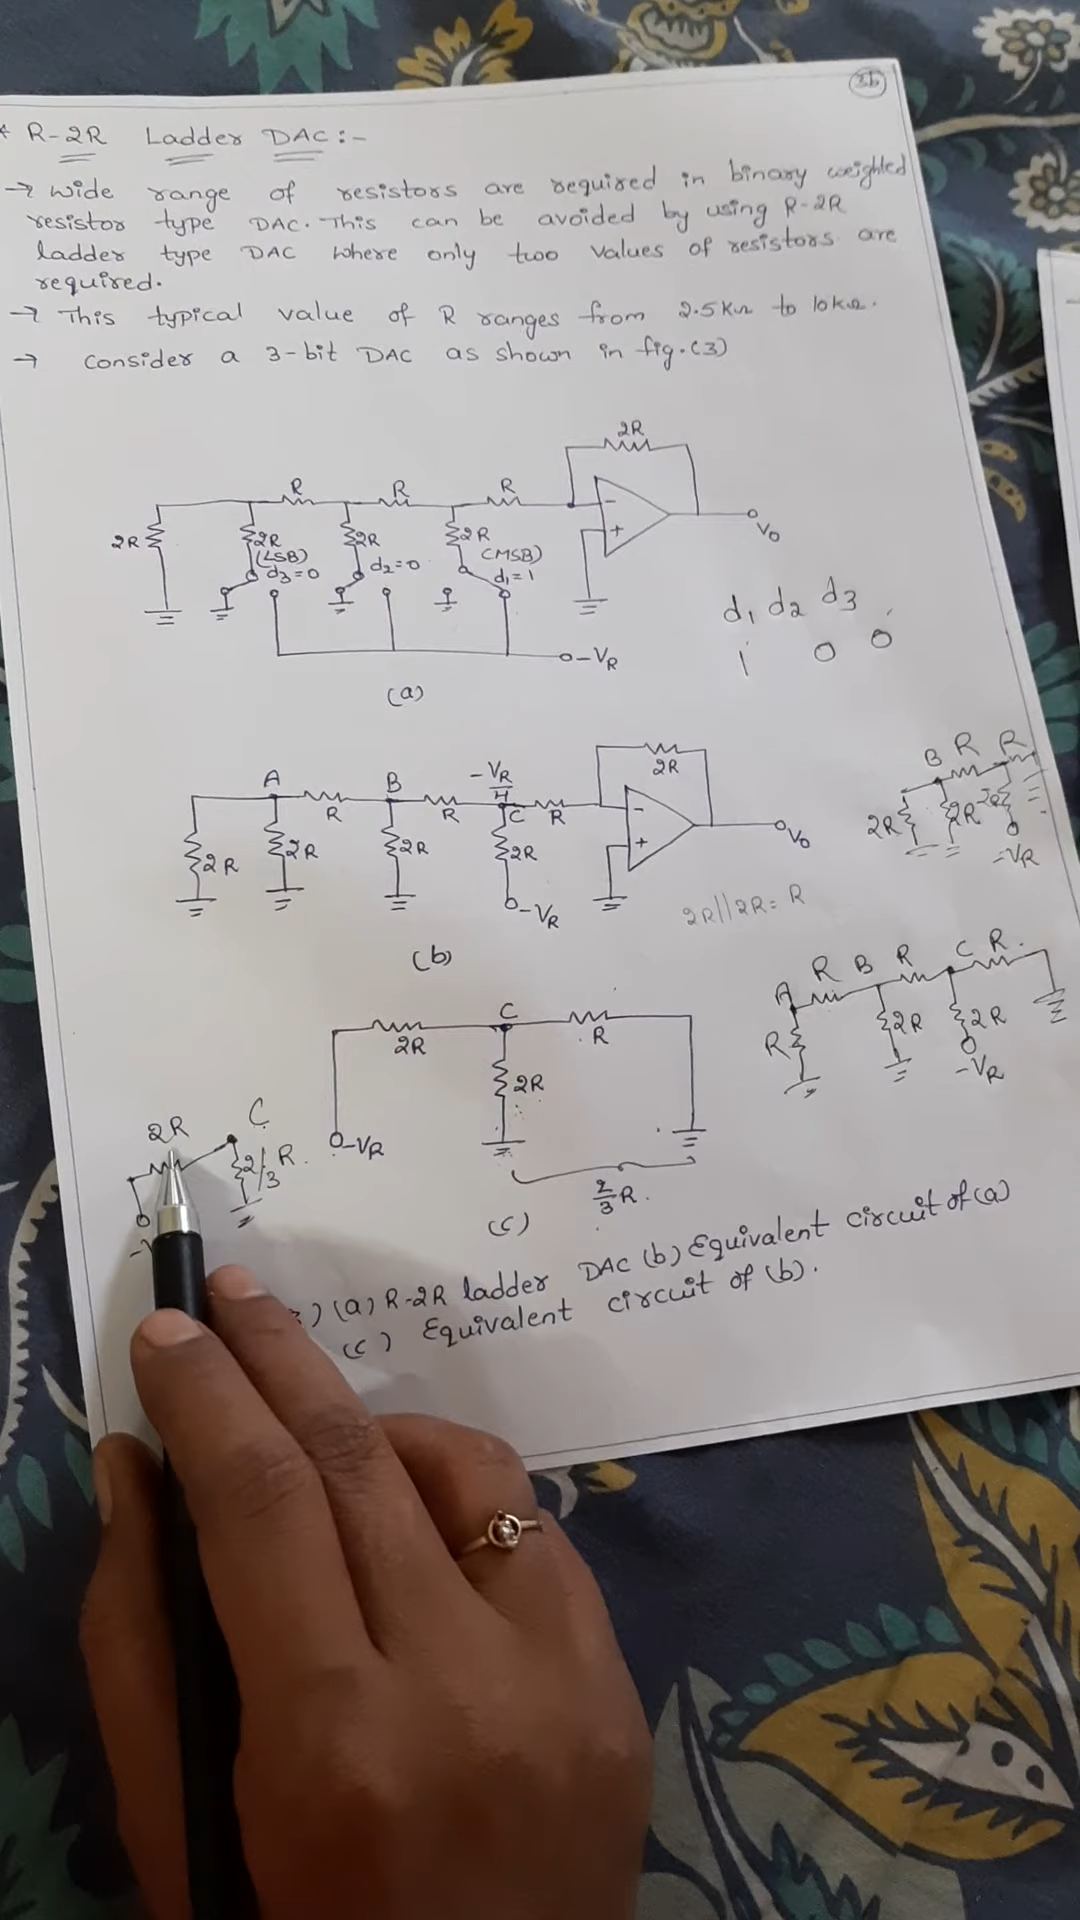 3b
* R-2R Ladder DAC:-
→ wide range of resistors are required in binary weighted
resistor type DAC. This can be avoided by using R-2R
ladder type DAC where only two values of resistors are
required.
→ This typical value of R ranges from 2.5KΩ to 10kΩ.
→ consider a 3-bit DAC as shown in fig.(3)
2R
R R R
2R 2R 2R 2R
(LSB) (MSB)
d3=0 d2=0 d1=1
- + Vo
-VR
(a)
d1 d2 d3
1 0 0
A B -VR/4 C
R R R 2R
2R 2R 2R 2R
- + Vo
-VR
(b)
B R R
2R 2R 2R
-VR
2R||2R= R
A R B R C R.
R 2R 2R
-VR
C
2R R
2R
-VR
2/3 R.
(c)
2R C
2/3 R.
) (a) R-2R ladder DAC (b) Equivalent circuit of (a)
(c) Equivalent circuit of (b).